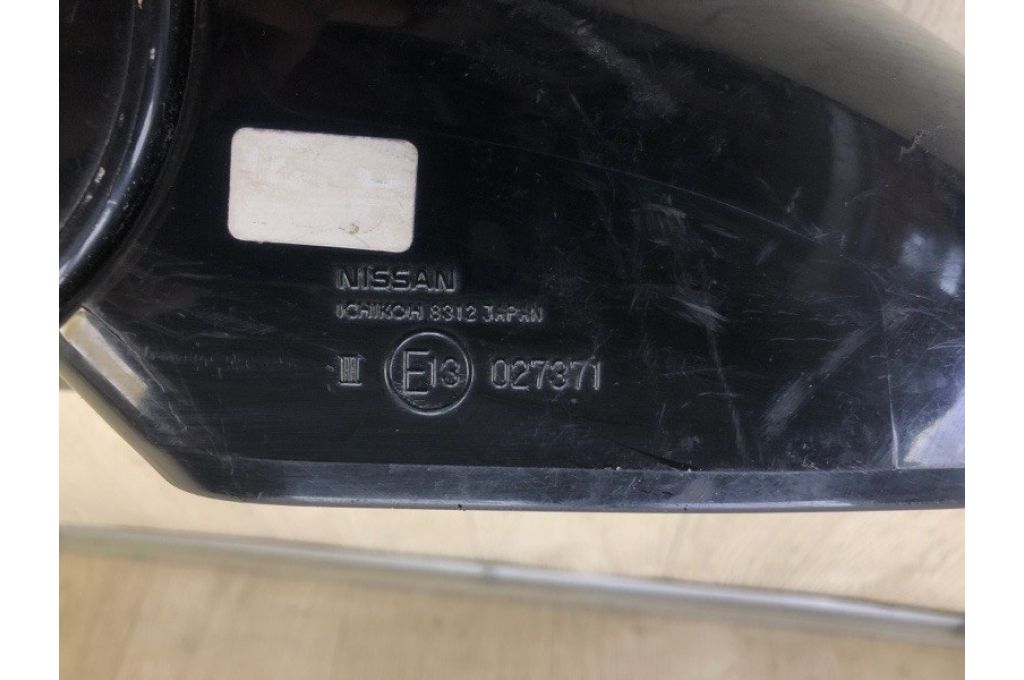 NISSAN
ICHIKOH 8312 JAPAN
III E13 027371